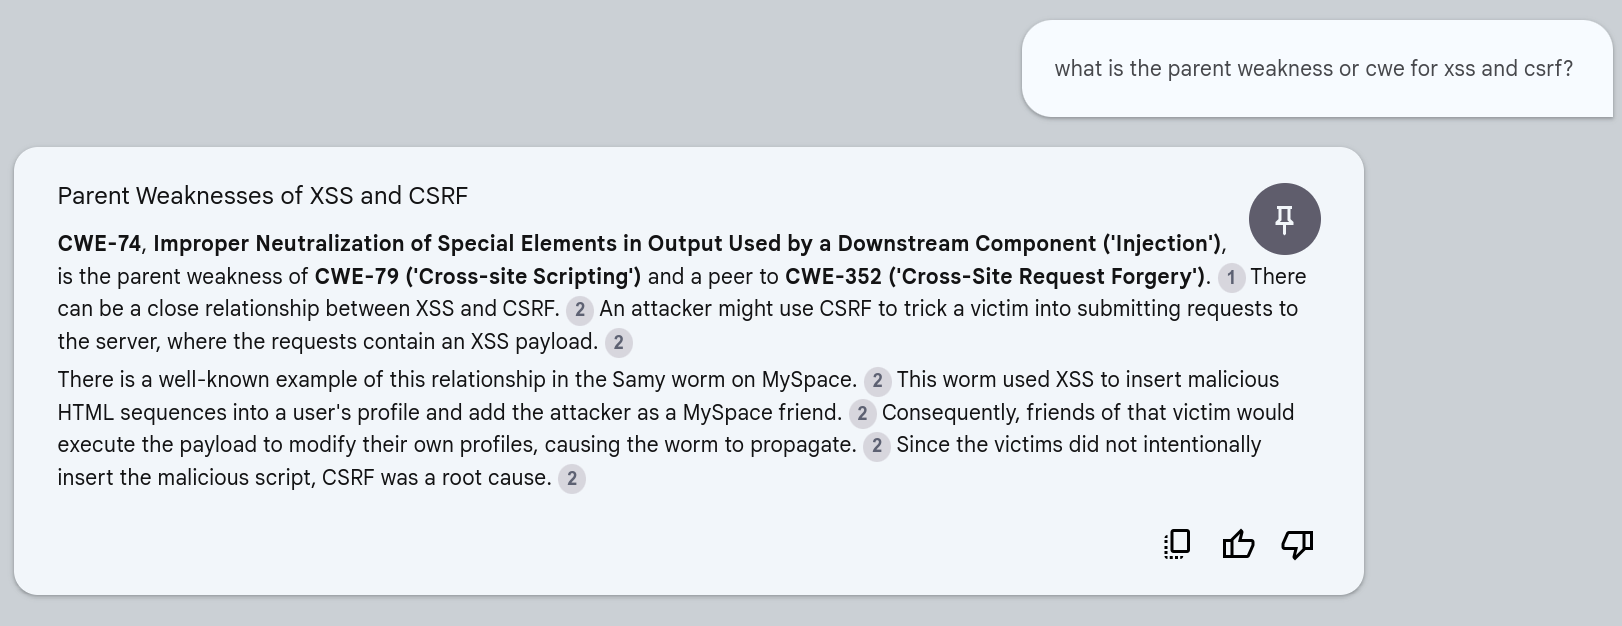 what is the parent weakness or cwe for xss and csrf?
Parent Weaknesses of XSS and CSRF
CWE-74, Improper Neutralization of Special Elements in Output Used by a Downstream Component ('Injection'),
is the parent weakness of CWE-79 ('Cross-site Scripting') and a peer to CWE-352 ('Cross-Site Request Forgery'). 1 There
can be a close relationship between XSS and CSRF. 2 An attacker might use CSRF to trick a victim into submitting requests to
the server, where the requests contain an XSS payload. 2
There is a well-known example of this relationship in the Samy worm on MySpace. 2 This worm used XSS to insert malicious
HTML sequences into a user's profile and add the attacker as a MySpace friend. 2 Consequently, friends of that victim would
execute the payload to modify their own profiles, causing the worm to propagate. 2 Since the victims did not intentionally
insert the malicious script, CSRF was a root cause. 2